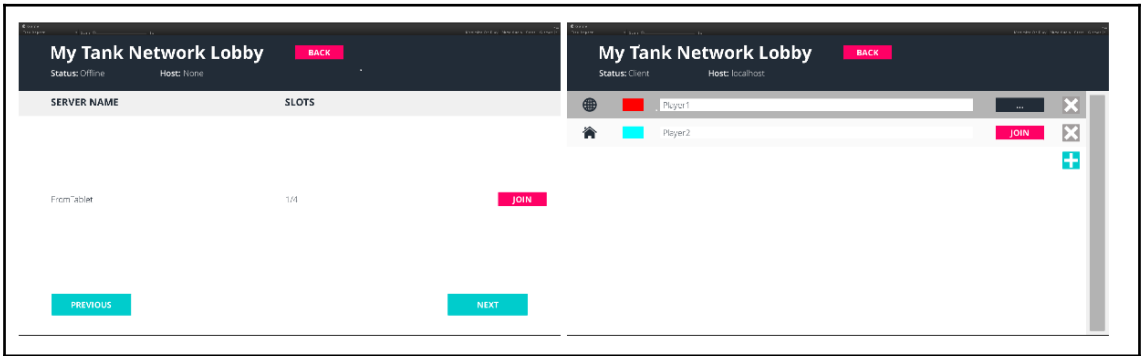 My Tank Network Lobby
BACK
Status: Offline Host: None
SERVER NAME SLOTS
FromTablet 1/4 JOIN
PREVIOUS NEXT
My Tank Network Lobby
BACK
Status: Client Host: localhost
Player1 ...
Player2 JOIN